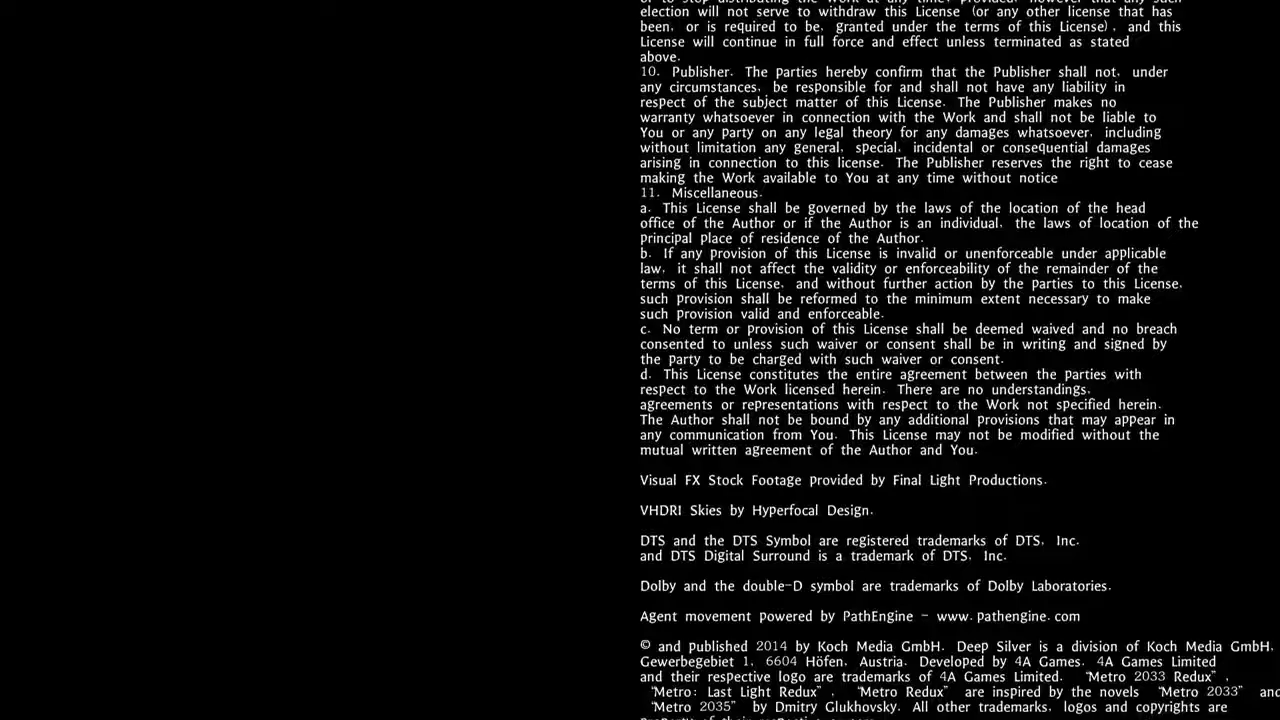 or to stop distributing the Work at any time; provided, however that any such
election will not serve to withdraw this License (or any other license that has
been, or is required to be, granted under the terms of this License), and this
License will continue in full force and effect unless terminated as stated
above.
10. Publisher. The parties hereby confirm that the Publisher shall not, under
any circumstances, be responsible for and shall not have any liability in
respect of the subject matter of this License. The Publisher makes no
warranty whatsoever in connection with the Work and shall not be liable to
You or any party on any legal theory for any damages whatsoever, including
without limitation any general, special, incidental or consequential damages
arising in connection to this license. The Publisher reserves the right to cease
making the Work available to You at any time without notice
11. Miscellaneous.
a. This License shall be governed by the laws of the location of the head
office of the Author or if the Author is an individual, the laws of location of the
principal place of residence of the Author.
b. If any provision of this License is invalid or unenforceable under applicable
law, it shall not affect the validity or enforceability of the remainder of the
terms of this License, and without further action by the parties to this License,
such provision shall be reformed to the minimum extent necessary to make
such provision valid and enforceable.
c. No term or provision of this License shall be deemed waived and no breach
consented to unless such waiver or consent shall be in writing and signed by
the party to be charged with such waiver or consent.
d. This License constitutes the entire agreement between the parties with
respect to the Work licensed herein. There are no understandings,
agreements or representations with respect to the Work not specified herein.
The Author shall not be bound by any additional provisions that may appear in
any communication from You. This License may not be modified without the
mutual written agreement of the Author and You.
Visual FX Stock Footage provided by Final Light Productions.
VHDRI Skies by Hyperfocal Design.
DTS and the DTS Symbol are registered trademarks of DTS, Inc.
and DTS Digital Surround is a trademark of DTS, Inc.
Dolby and the double-D symbol are trademarks of Dolby Laboratories.
Agent movement powered by PathEngine - www.pathengine.com
© and published 2014 by Koch Media GmbH. Deep Silver is a division of Koch Media GmbH,
Gewerbegebiet 1, 6604 Höfen, Austria. Developed by 4A Games. 4A Games Limited
and their respective logo are trademarks of 4A Games Limited. “Metro 2033 Redux”,
“Metro: Last Light Redux”, “Metro Redux” are inspired by the novels “Metro 2033” and
“Metro 2035” by Dmitry Glukhovsky. All other trademarks, logos and copyrights are